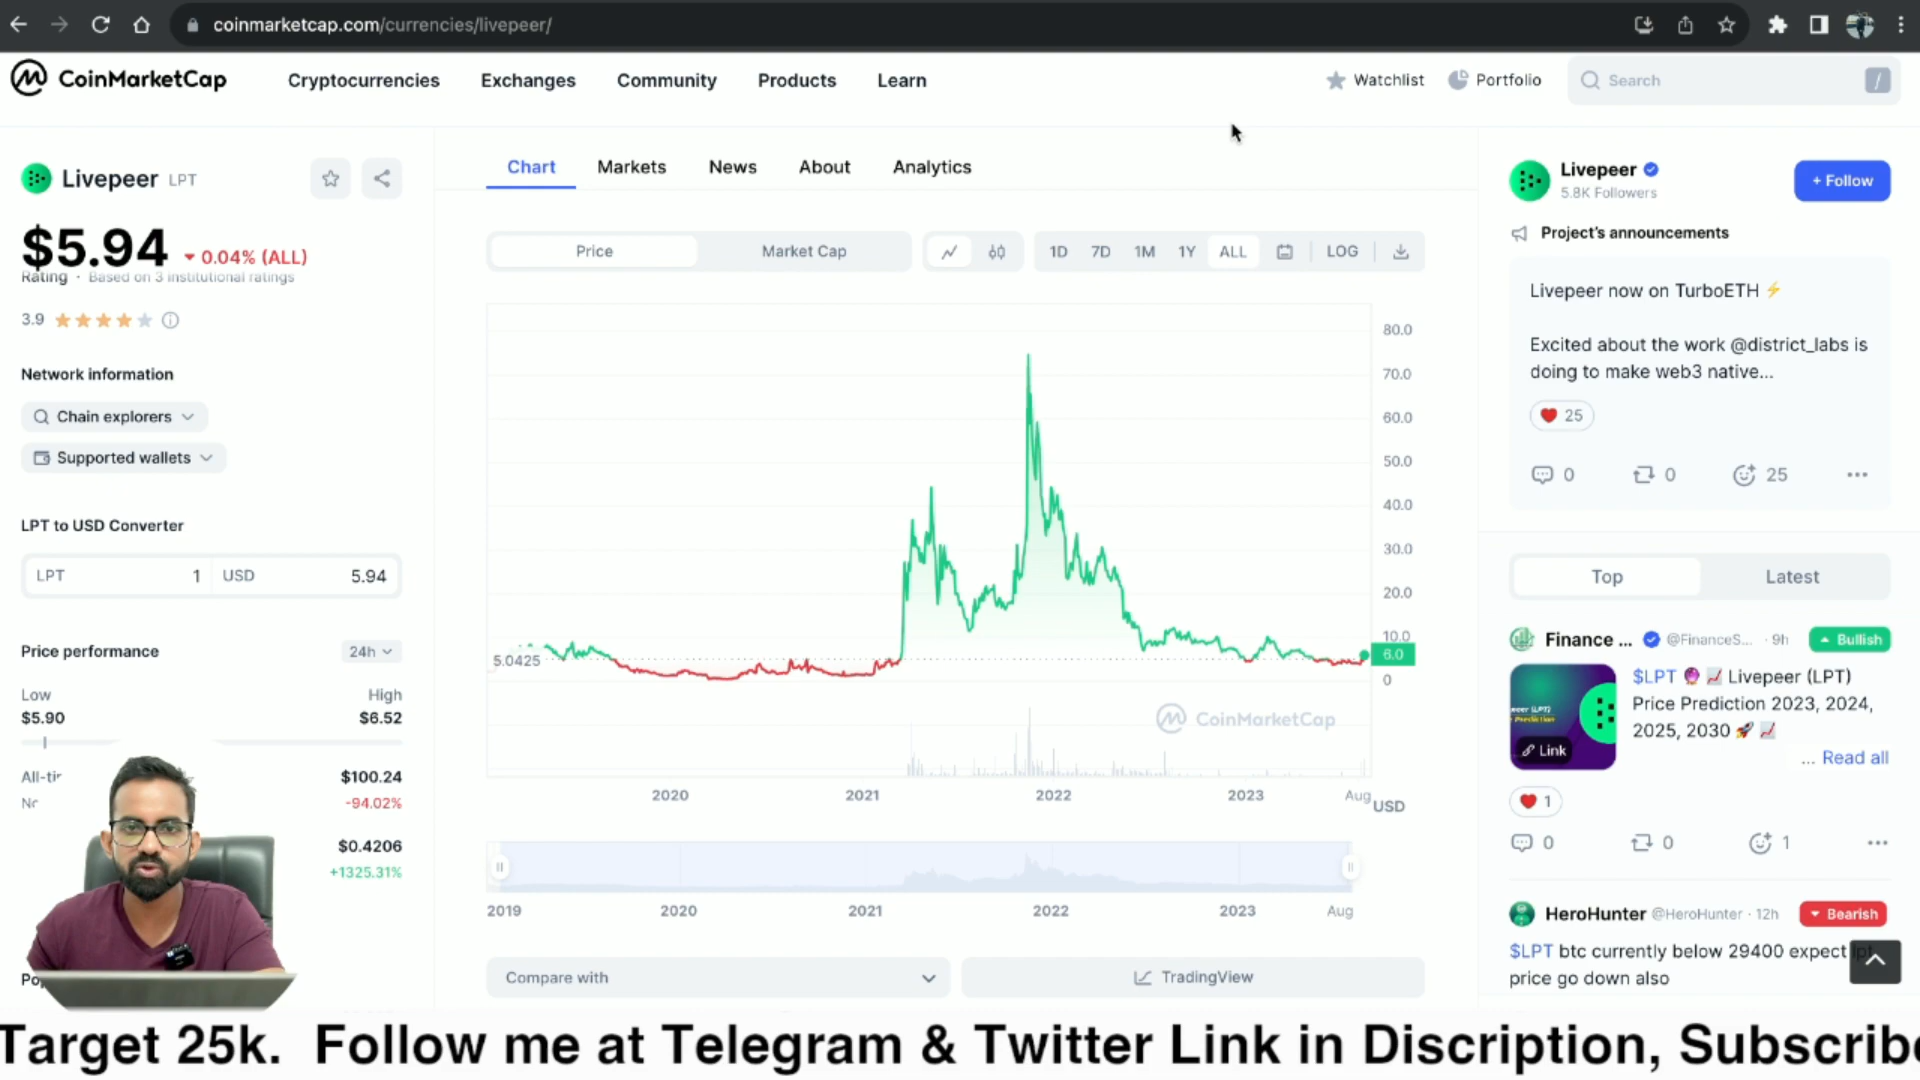 coinmarketcap.com/currencies/livepeer/
CoinMarketCap
Cryptocurrencies
Exchanges
Community
Products
Learn
Watchlist
Portfolio
Search
/
Livepeer LPT
$5.94
0.04% (ALL)
Rating · Based on 3 institutional ratings
3.9
Network information
Chain explorers
Supported wallets
LPT to USD Converter
LPT 1 USD 5.94
Price performance
24h
Low High
$5.90 $6.52
$100.24
-94.02%
$0.4206
+1325.31%
Chart
Markets
News
About
Analytics
Price
Market Cap
1D
7D
1M
1Y
ALL
LOG
80.0
70.0
60.0
50.0
40.0
30.0
20.0
10.0
6.0
0
5.0425
CoinMarketCap
2020
2021
2022
2023
Aug
USD
2019
2020
2021
2022
2023
Aug
Compare with
TradingView
Livepeer
5.8K Followers
+ Follow
Project's announcements
Livepeer now on TurboETH ⚡
Excited about the work @district_labs is
doing to make web3 native...
25
0
0
25
Top
Latest
Finance ... @FinanceS... · 9h
Bullish
$LPT 🔮 📈 Livepeer (LPT)
Price Prediction 2023, 2024,
2025, 2030 🚀 📈
... Read all
Link
1
0
0
1
HeroHunter @HeroHunter · 12h
Bearish
$LPT btc currently below 29400 expect
price go down also
Target 25k. Follow me at Telegram & Twitter Link in Discription, Subscribe